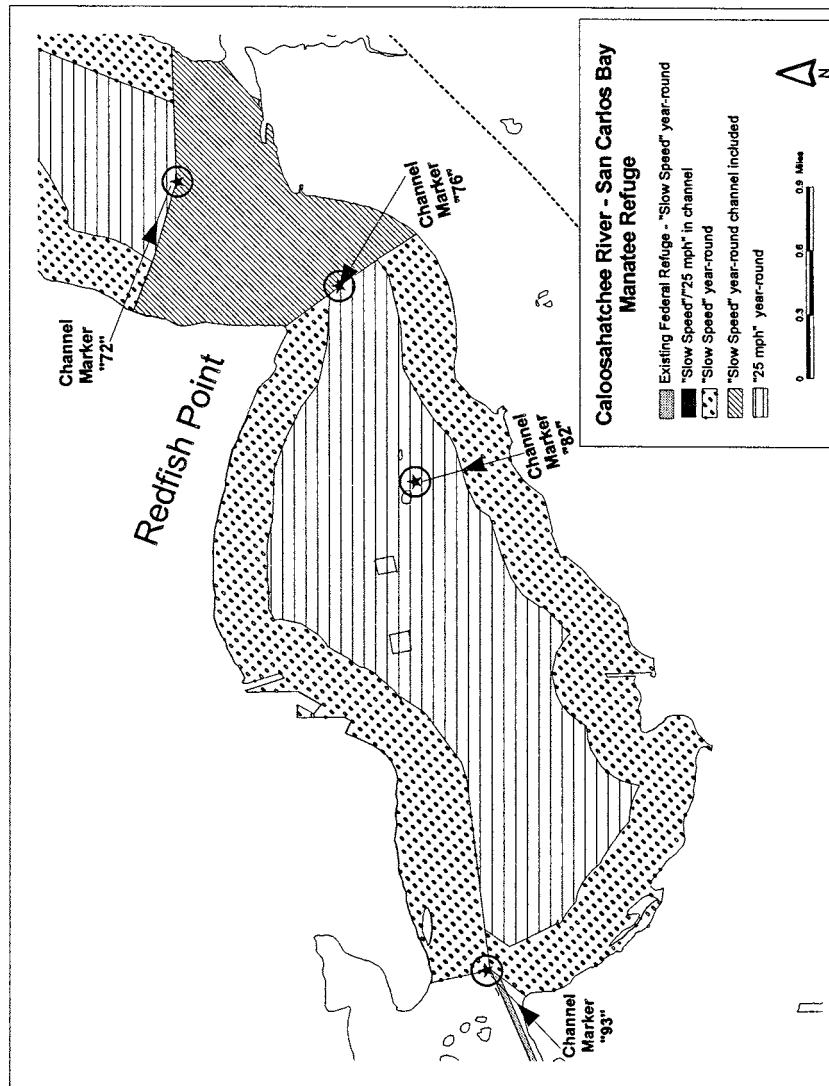 Channel
Marker
"72"
Redfish Point
Channel
Marker
"76"
Channel
Marker
"82"
Channel
Marker
"93"
Caloosahatchee River - San Carlos Bay
Manatee Refuge
Existing Federal Refuge - "Slow Speed" year-round
"Slow Speed"/"25 mph" in channel
"Slow Speed" year-round
"Slow Speed" year-round channel included
"25 mph" year-round
0 0.3 0.6 0.9 Miles
N